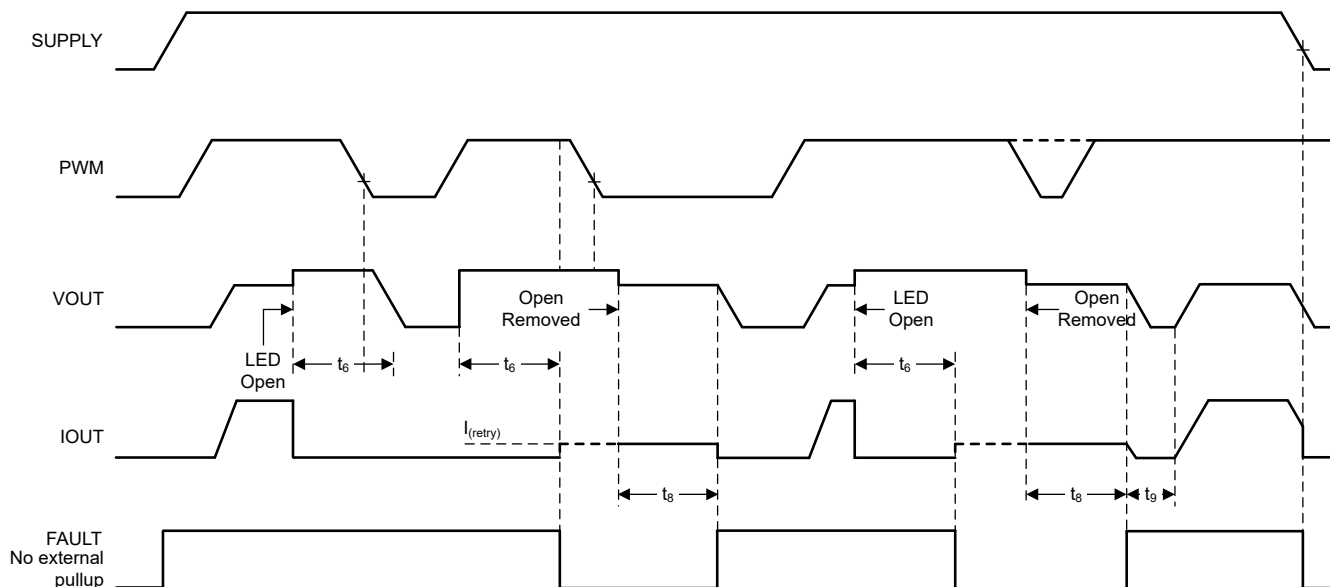 SUPPLY
PWM
VOUT
LED
Open
t₆
t₆
Open
Removed
LED
Open
t₆
Open
Removed
IOUT
I(retry)
t₈
t₈
t₉
FAULT
No external
pullup